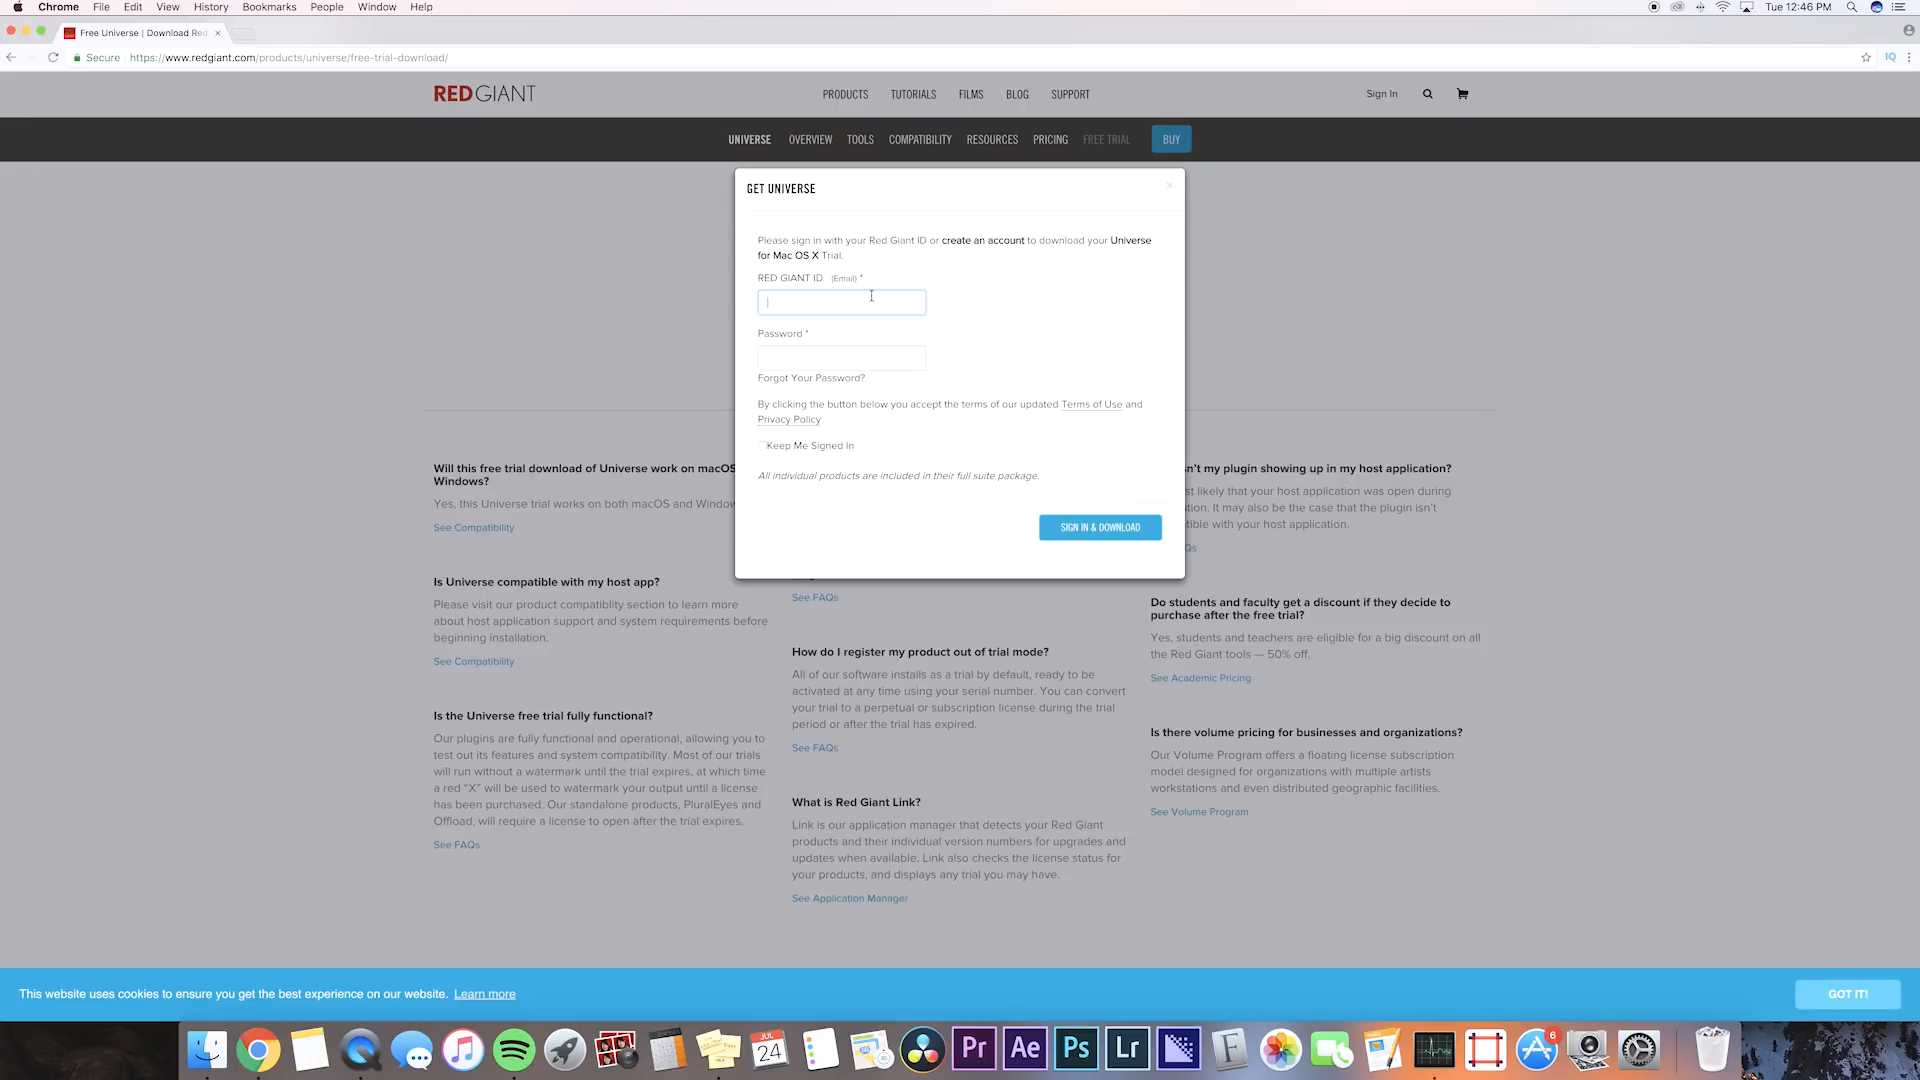 Chrome File Edit View History Bookmarks People Window Help
Tue 12:46 PM
Free Universe | Download Red
Secure https://www.redgiant.com/products/universe/free-trial-download/
IQ
RED GIANT
PRODUCTS TUTORIALS FILMS BLOG SUPPORT
Sign In
UNIVERSE OVERVIEW TOOLS COMPATIBILITY RESOURCES PRICING FREE TRIAL BUY
GET UNIVERSE
Please sign in with your Red Giant ID or create an account to download your Universe
for Mac OS X Trial.
RED GIANT ID (Email) *
Password *
Forgot Your Password?
By clicking the button below you accept the terms of our updated Terms of Use and
Privacy Policy
Keep Me Signed In
All individual products are included in their full suite package.
SIGN IN & DOWNLOAD
Will this free trial download of Universe work on macOS
Windows?
Yes, this Universe trial works on both macOS and Window
See Compatibility
Is Universe compatible with my host app?
Please visit our product compatiblity section to learn more
about host application support and system requirements before
beginning installation.
See Compatibility
Is the Universe free trial fully functional?
Our plugins are fully functional and operational, allowing you to
test out its features and system compatibility. Most of our trials
will run without a watermark until the trial expires, at which time
a red "X" will be used to watermark your output until a license
has been purchased. Our standalone products, PluralEyes and
Offload, will require a license to open after the trial expires.
See FAQs
See FAQs
How do I register my product out of trial mode?
All of our software installs as a trial by default, ready to be
activated at any time using your serial number. You can convert
your trial to a perpetual or subscription license during the trial
period or after the trial has expired.
See FAQs
What is Red Giant Link?
Link is our application manager that detects your Red Giant
products and their individual version numbers for upgrades and
updates when available. Link also checks the license status for
your products, and displays any trial you may have.
See Application Manager
n't my plugin showing up in my host application?
st likely that your host application was open during
tion. It may also be the case that the plugin isn't
tible with your host application.
Qs
Do students and faculty get a discount if they decide to
purchase after the free trial?
Yes, students and teachers are eligible for a big discount on all
the Red Giant tools — 50% off.
See Academic Pricing
Is there volume pricing for businesses and organizations?
Our Volume Program offers a floating license subscription
model designed for organizations with multiple artists
workstations and even distributed geographic facilities.
See Volume Program
This website uses cookies to ensure you get the best experience on our website. Learn more
GOT IT!
JUL
24
Pr Ae Ps Lr
F
6